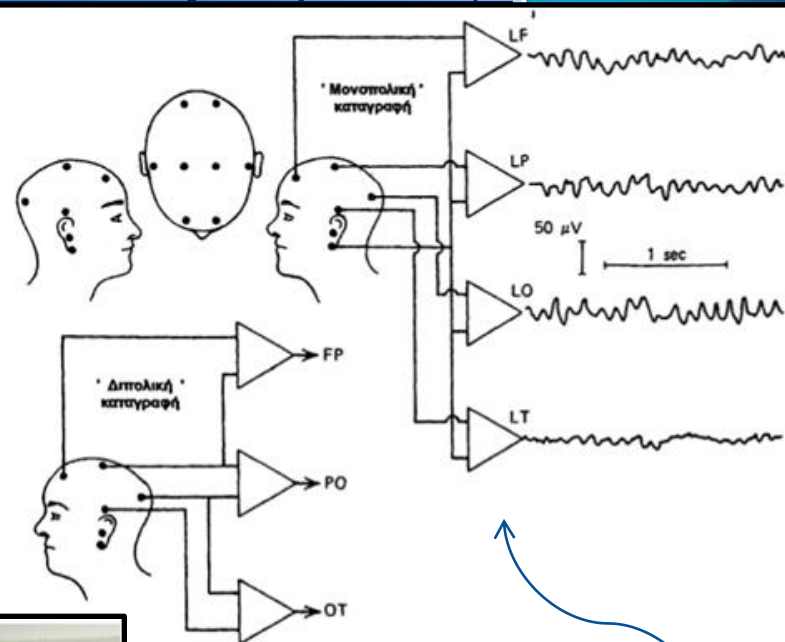 LF
' Μονοπολική '
καταγραφή
LP
50 μV
1 sec
LO
FP
' Διπολική '
καταγραφή
LT
PO
OT